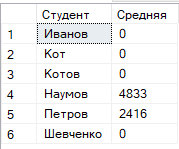 Студент Средняя
1 Иванов 0
2 Кот 0
3 Котов 0
4 Наумов 4833
5 Петров 2416
6 Шевченко 0